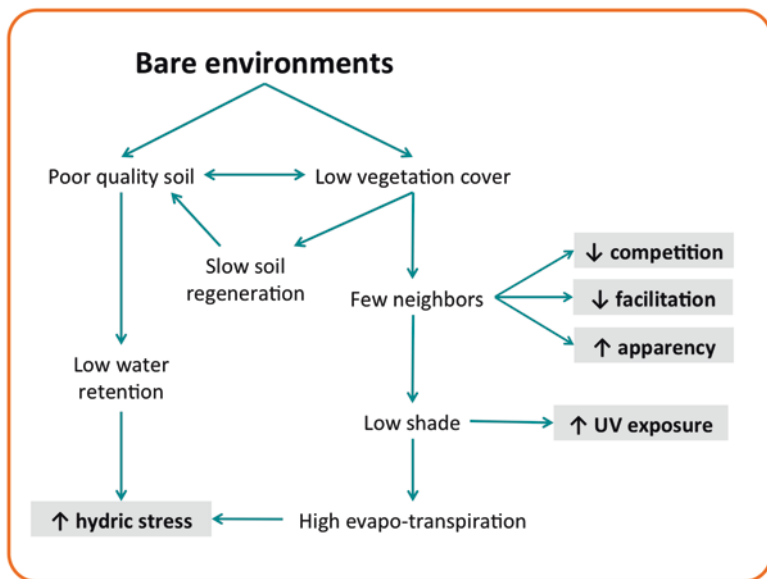 Bare environments
Poor quality soil
Low vegetation cover
Slow soil
regeneration
Few neighbors
↓ competition
↓ facilitation
↑ apparency
Low water
retention
Low shade
↑ UV exposure
↑ hydric stress
High evapo-transpiration